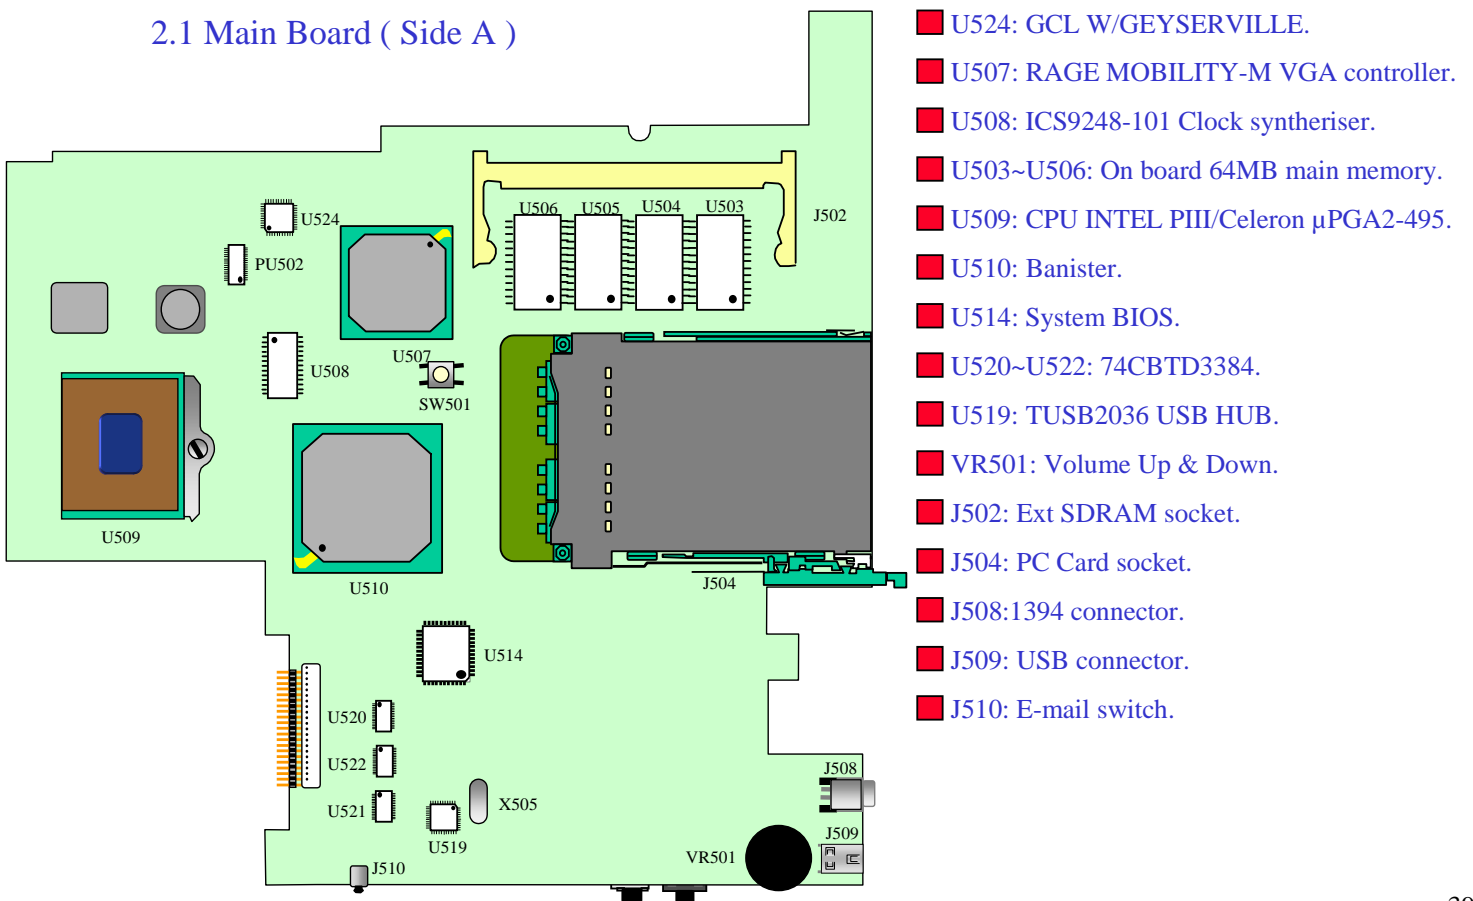 2.1 Main Board ( Side A )
U524: GCL W/GEYSERVILLE.
U507: RAGE MOBILITY-M VGA controller.
U508: ICS9248-101 Clock syntheriser.
U503~U506: On board 64MB main memory.
U509: CPU INTEL PIII/Celeron µPGA2-495.
U510: Banister.
U514: System BIOS.
U520~U522: 74CBTD3384.
U519: TUSB2036 USB HUB.
VR501: Volume Up & Down.
J502: Ext SDRAM socket.
J504: PC Card socket.
J508:1394 connector.
J509: USB connector.
J510: E-mail switch.
U524
U506
U505
U504
U503
J502
PU502
U507
U508
SW501
U509
U510
J504
U514
U520
U522
U521
X505
U519
J510
J508
J509
VR501